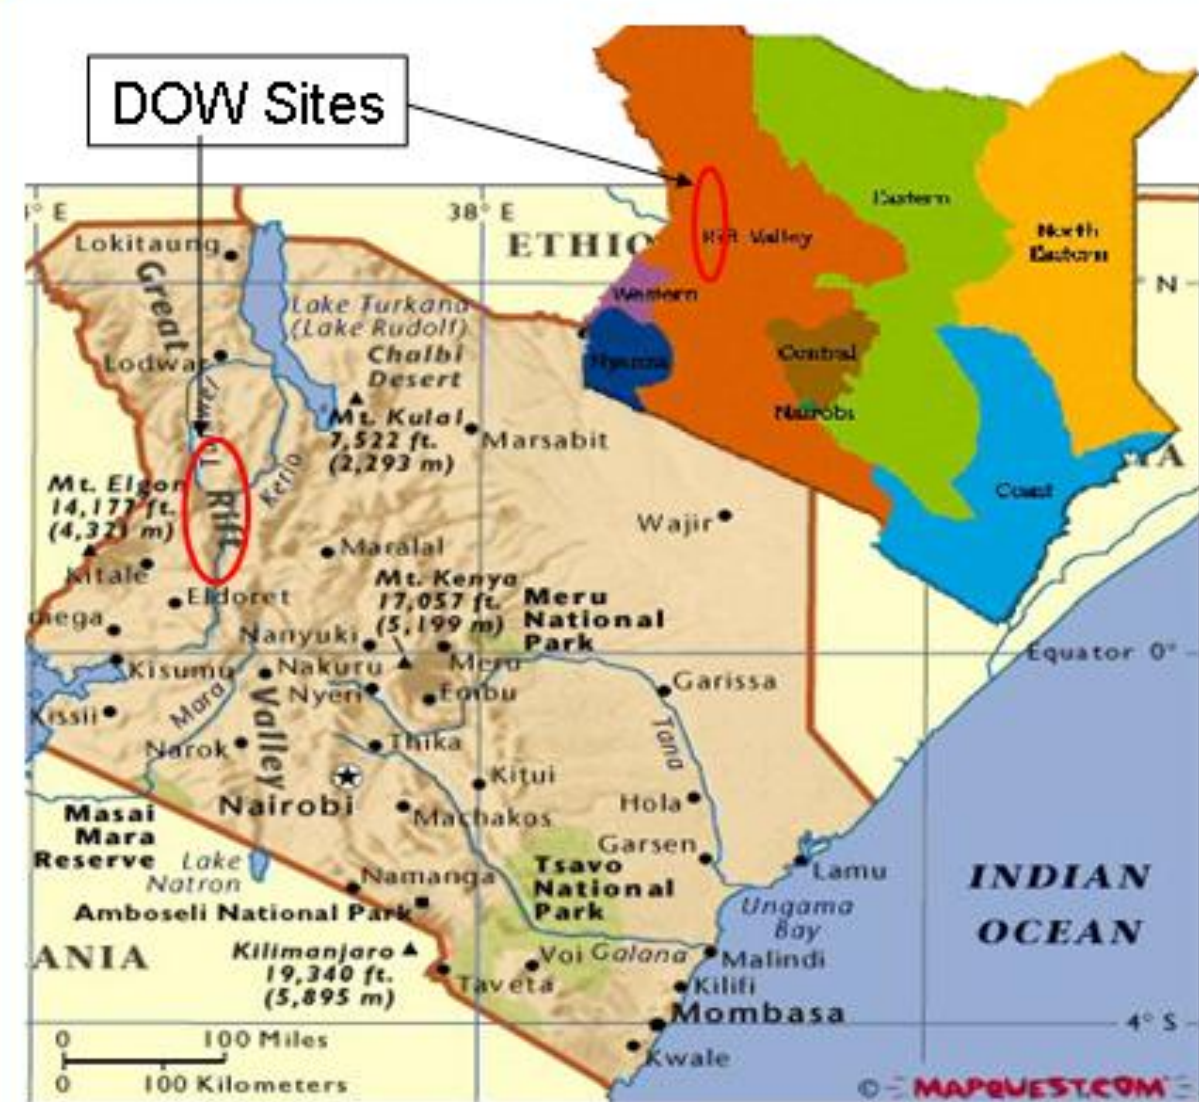 DOW Sites
Eastern
North
Eastern
Rift Valley
Western
Nyanza
Central
Nairobi
Coast
° E
38° E
ETHIO
° N
Lokitaung
Great
Lake Turkana
(Lake Rudolf)
Chalbi
Desert
Lodwar
Mt. Kulal
7,522 ft.
(2,293 m)
Marsabit
Turkwel
Kerio
Mt. Elgon
14,177 ft.
(4,321 m)
Rift
Wajir
Maralal
Kitale
Mt. Kenya
17,057 ft.
(5,199 m)
Eldoret
Meru
National
Park
mega
Nanyuki
Equator 0°
Kisumu
Nakuru
Meru
Nyeri
Embu
Garissa
Kissii
Mara
Valley
Tana
Narok
Thika
Kitui
Nairobi
Machakos
Hola
Masai
Mara
Reserve
Lake
Natron
Garsen
Lamu
Tsavo
National
Park
INDIAN
OCEAN
Namanga
Amboseli National Park
Ungama
Bay
ANIA
Kilimanjaro
19,340 ft.
(5,895 m)
Voi
Galana
Malindi
Taveta
Kilifi
Mombasa
4° S
0 100 Miles
Kwale
0 100 Kilometers
© MAPQUEST.COM